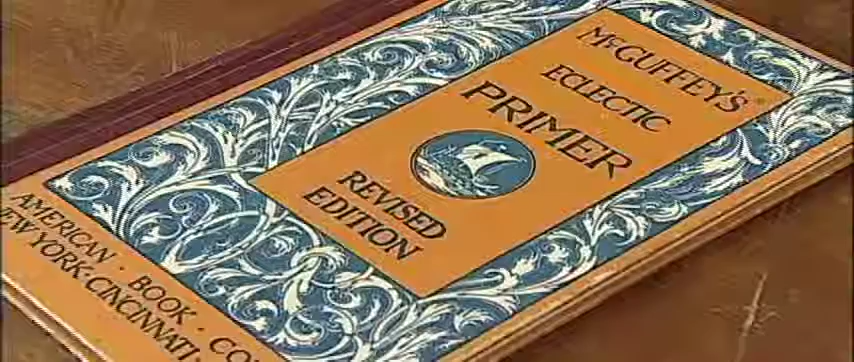 McGUFFEY'S®
ECLECTIC
PRIMER
REVISED
EDITION
AMERICAN · BOOK · CO
NEW YORK · CINCINNATI